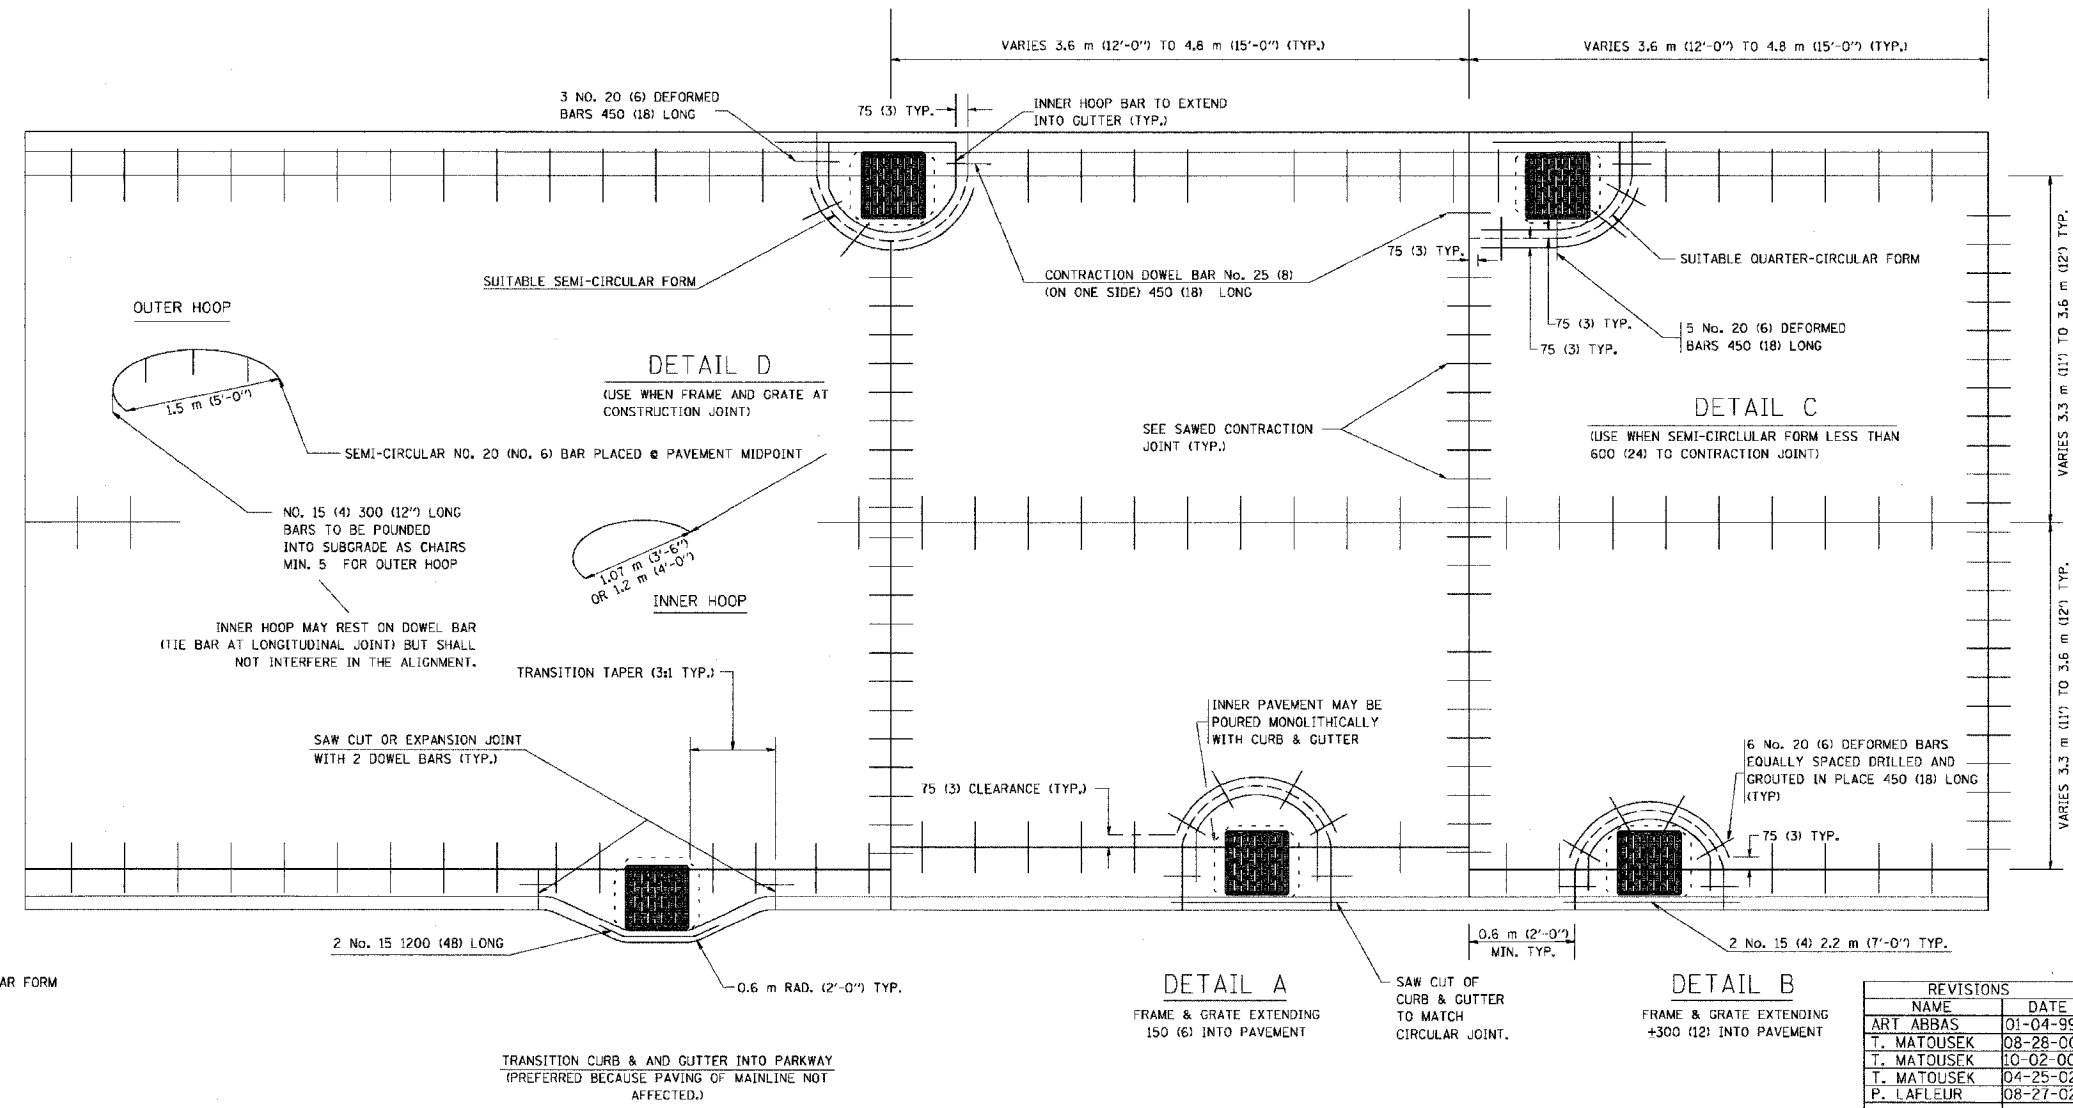 VARIES 3.6 m (12'-0") TO 4.8 m (15'-0") (TYP.)
VARIES 3.6 m (12'-0") TO 4.8 m (15'-0") (TYP.)
3 NO. 20 (6) DEFORMED
BARS 450 (18) LONG
75 (3) TYP.
INNER HOOP BAR TO EXTEND
INTO GUTTER (TYP.)
SUITABLE SEMI-CIRCULAR FORM
CONTRACTION DOWEL BAR No. 25 (8)
(ON ONE SIDE) 450 (18) LONG
75 (3) TYP.
SUITABLE QUARTER-CIRCULAR FORM
75 (3) TYP.
75 (3) TYP.
5 No. 20 (6) DEFORMED
BARS 450 (18) LONG
VARIES 3.3 m (11') TO 3.6 m (12') TYP.
OUTER HOOP
1.5 m (5'-0")
DETAIL D
(USE WHEN FRAME AND GRATE AT
CONSTRUCTION JOINT)
SEMI-CIRCULAR NO. 20 (NO. 6) BAR PLACED @ PAVEMENT MIDPOINT
SEE SAWED CONTRACTION
JOINT (TYP.)
DETAIL C
(USE WHEN SEMI-CIRCLULAR FORM LESS THAN
600 (24) TO CONTRACTION JOINT)
NO. 15 (4) 300 (12") LONG
BARS TO BE POUNDED
INTO SUBGRADE AS CHAIRS
MIN. 5 FOR OUTER HOOP
1.07 m (3'-6")
OR 1.2 m (4'-0")
INNER HOOP
INNER HOOP MAY REST ON DOWEL BAR
(TIE BAR AT LONGITUDINAL JOINT) BUT SHALL
NOT INTERFERE IN THE ALIGNMENT.
TRANSITION TAPER (3:1 TYP.)
SAW CUT OR EXPANSION JOINT
WITH 2 DOWEL BARS (TYP.)
INNER PAVEMENT MAY BE
POURED MONOLITHICALLY
WITH CURB & GUTTER
75 (3) CLEARANCE (TYP.)
6 No. 20 (6) DEFORMED BARS
EQUALLY SPACED DRILLED AND
GROUTED IN PLACE 450 (18) LONG
(TYP)
75 (3) TYP.
VARIES 3.3 m (11') TO 3.6 m (12') TYP.
2 No. 15 1200 (48) LONG
0.6 m RAD. (2'-0") TYP.
0.6 m (2'-0")
MIN. TYP.
2 No. 15 (4) 2.2 m (7'-0") TYP.
AR FORM
DETAIL A
FRAME & GRATE EXTENDING
150 (6) INTO PAVEMENT
SAW CUT OF
CURB & GUTTER
TO MATCH
CIRCULAR JOINT.
DETAIL B
FRAME & GRATE EXTENDING
±300 (12) INTO PAVEMENT
TRANSITION CURB & AND GUTTER INTO PARKWAY
(PREFERRED BECAUSE PAVING OF MAINLINE NOT
AFFECTED.)
REVISIONS
NAME DATE
ART ABBAS 01-04-99
T. MATOUSEK 08-28-00
T. MATOUSEK 10-02-00
T. MATOUSEK 04-25-02
P. LAFLEUR 08-27-02